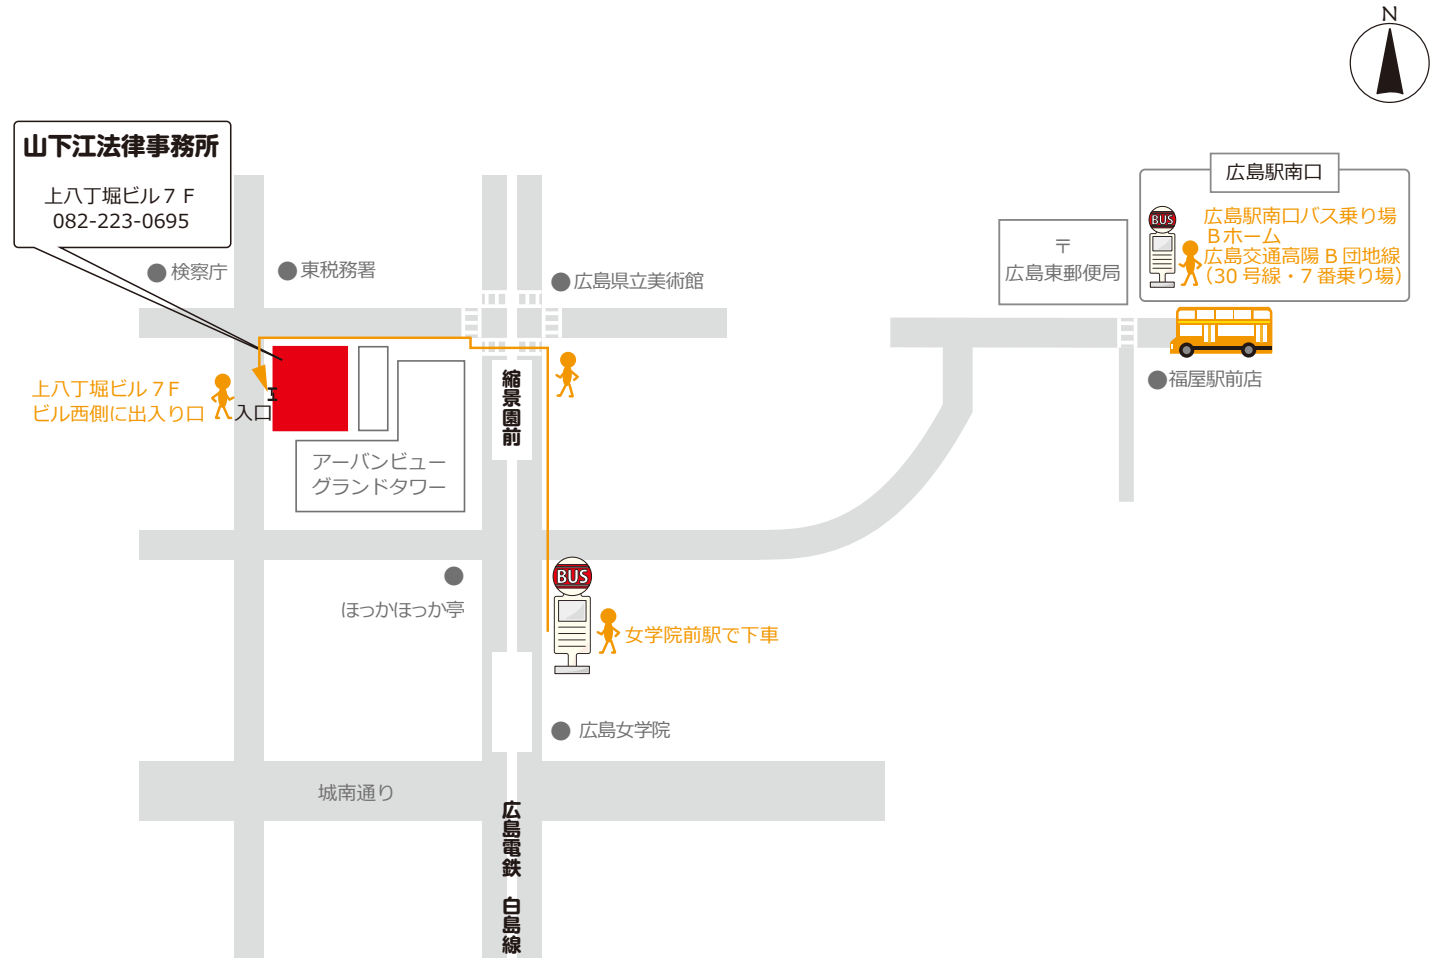 N
山下江法律事務所
上八丁堀ビル7F
082-223-0695
広島駅南口
BUS
広島駅南口バス乗り場
Bホーム
広島交通高陽B団地線
(30号線・7番乗り場)
〒
広島東郵便局
検察庁
東税務署
広島県立美術館
福屋駅前店
上八丁堀ビル7F
ビル西側に出入り口
入口
縮景園前
アーバンビュー
グランドタワー
ほっかほっか亭
BUS
女学院前駅で下車
広島女学院
城南通り
広島電鉄 白島線